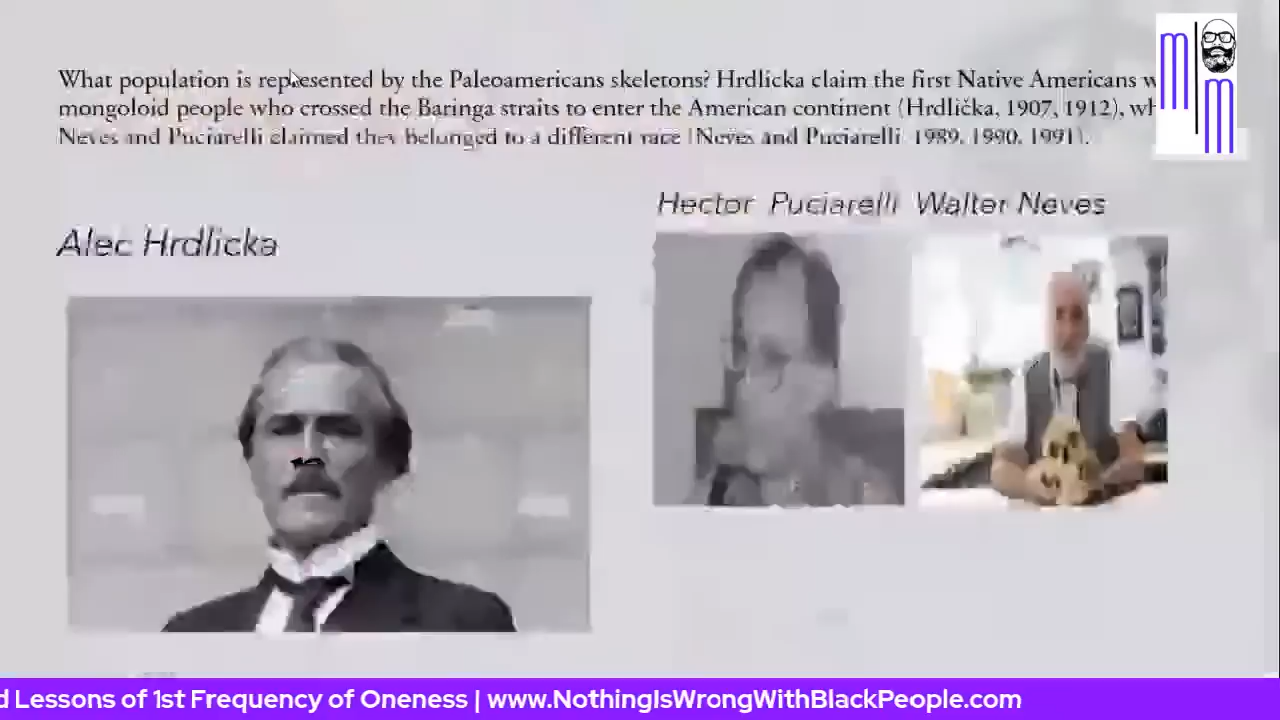 What population is represented by the Paleoamericans skeletons? Hrdlicka claim the first Native Americans w
mongoloid people who crossed the Baringa straits to enter the American continent (Hrdlička, 1907, 1912), wh
Neves and Puciarelli claimed they belonged to a different race (Neves and Puciarelli, 1989, 1990, 1991).
Hector Puciarelli Walter Neves
Alec Hrdlicka
m m
d Lessons of 1st Frequency of Oneness | www.NothingIsWrongWithBlackPeople.com